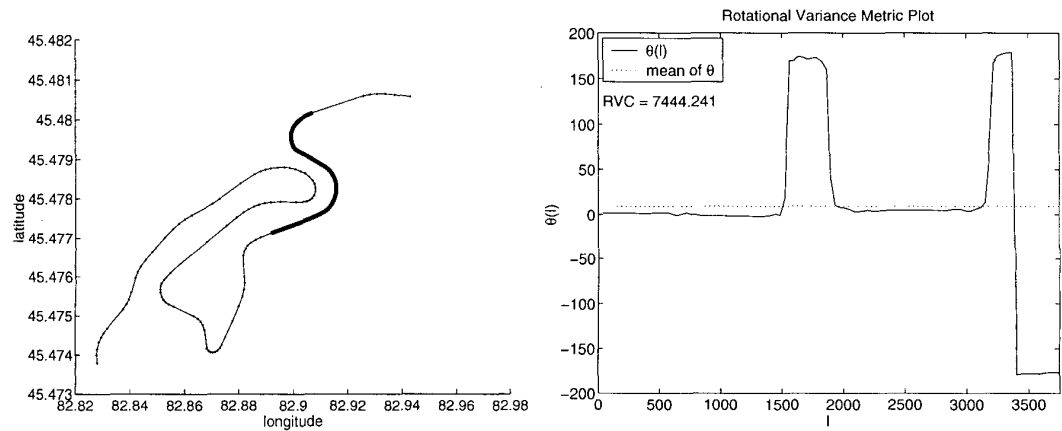 45.482
45.481
45.48
45.479
45.478
45.477
45.476
45.475
45.474
45.473
latitude
82.82 82.84 82.86 82.88 82.9 82.92 82.94 82.96 82.98
longitude
Rotational Variance Metric Plot
θ(l)
mean of θ
RVC = 7444.241
200
150
100
50
0
−50
−100
−150
−200
θ(l)
0 500 1000 1500 2000 2500 3000 3500
l